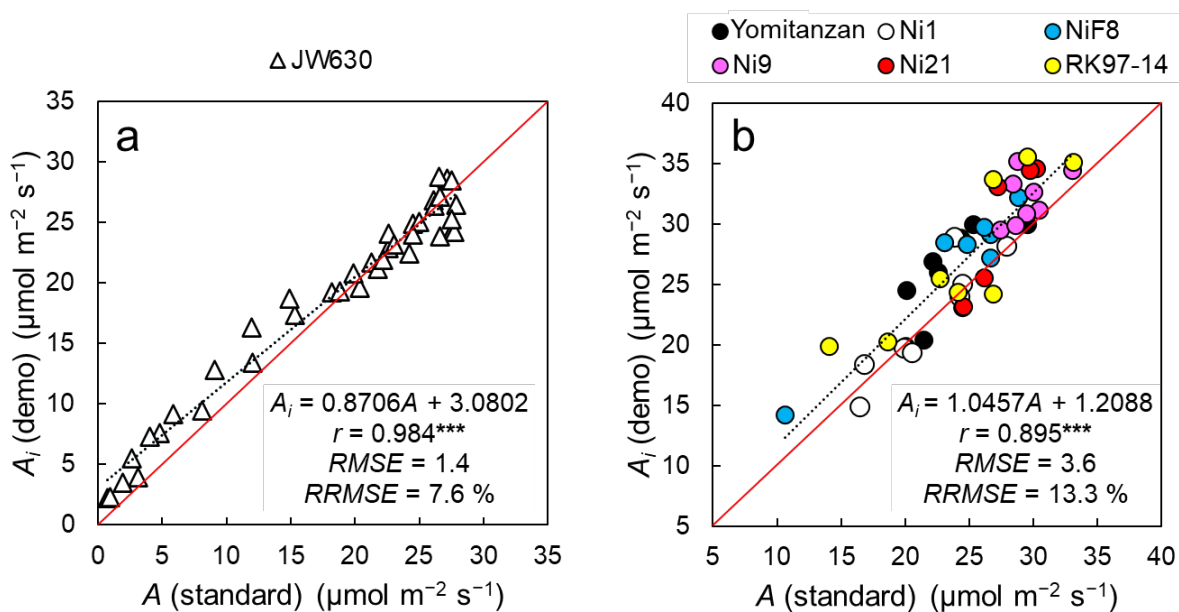 JW630
Yomitanzan Ni1 NiF8
Ni9 Ni21 RK97-14
a
35
30
25
20
15
10
5
0
A_i (demo) (µmol m⁻² s⁻¹)
A_i = 0.8706A + 3.0802
r = 0.984***
RMSE = 1.4
RRMSE = 7.6 %
0 5 10 15 20 25 30 35
A (standard) (µmol m⁻² s⁻¹)
b
40
35
30
25
20
15
10
5
A_i (demo) (µmol m⁻² s⁻¹)
A_i = 1.0457A + 1.2088
r = 0.895***
RMSE = 3.6
RRMSE = 13.3 %
5 10 15 20 25 30 35 40
A (standard) (µmol m⁻² s⁻¹)